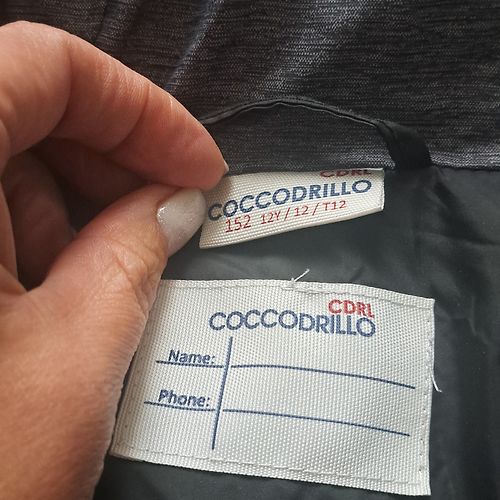 CDRL
COCCODRILLO
152 12Y / 12 / T12
CDRL
COCCODRILLO
Name:
Phone: